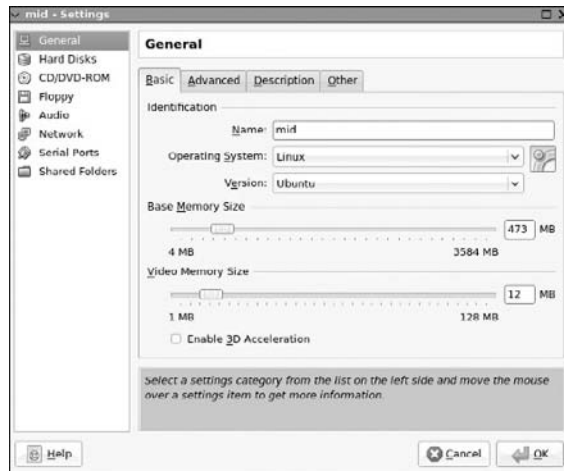 mid - Settings
General
Hard Disks
CD/DVD-ROM
Floppy
Audio
Network
Serial Ports
Shared Folders
General
Basic Advanced Description Other
Identification
Name: mid
Operating System: Linux
Version: Ubuntu
Base Memory Size
473 MB
4 MB 3584 MB
Video Memory Size
12 MB
1 MB 128 MB
Enable 3D Acceleration
Select a settings category from the list on the left side and move the mouse
over a settings item to get more information.
Help Cancel OK